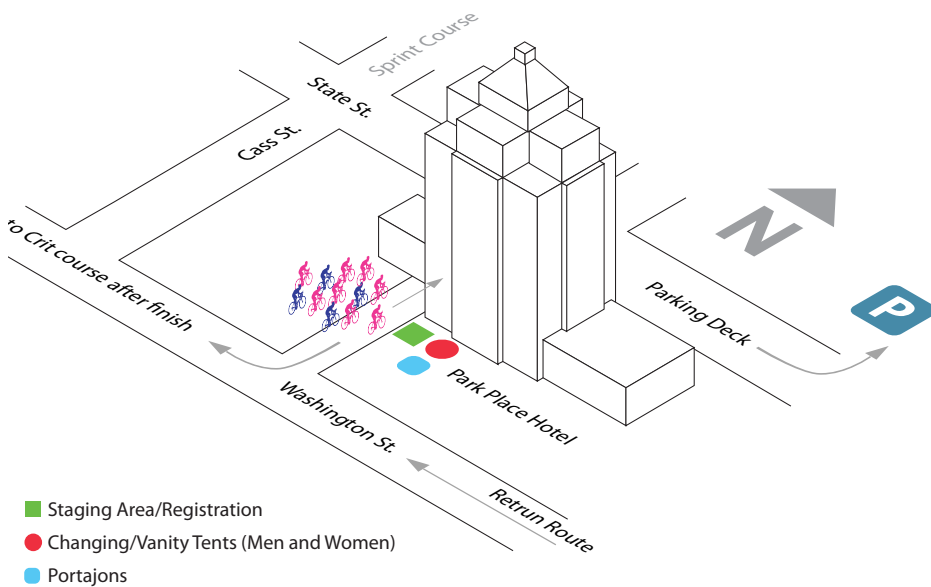 Sprint Course
State St.
Cass St.
to Crit course after finish
N
Parking Deck
P
Park Place Hotel
Washington St.
Retrun Route
Staging Area/Registration
Changing/Vanity Tents (Men and Women)
Portajons